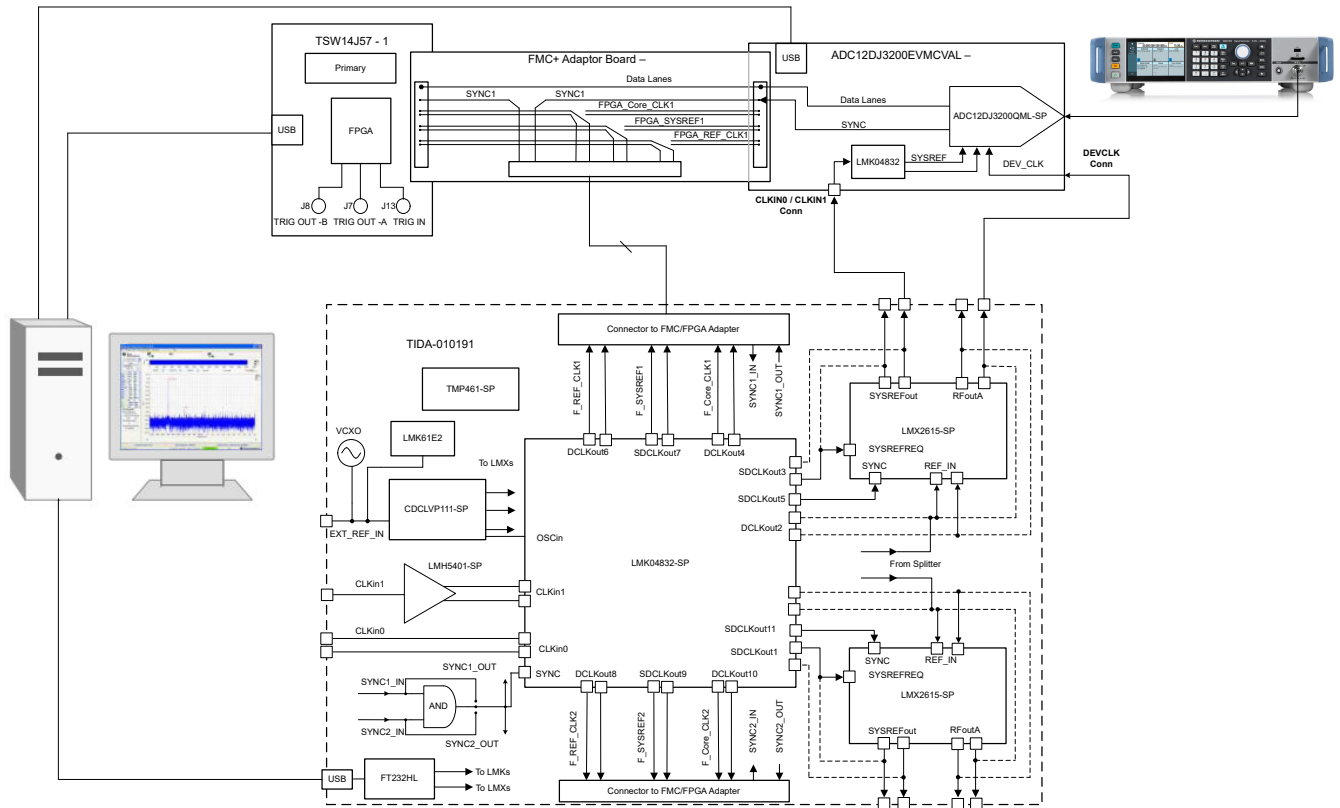 TSW14J57 - 1
Primary
FPGA
USB
J8
J7
J13
TRIG OUT -B
TRIG OUT -A
TRIG IN
FMC+ Adaptor Board –
Data Lanes
SYNC1
SYNC1
FPGA_Core_CLK1
FPGA_SYSREF1
FPGA_REF_CLK1
USB
ADC12DJ3200EVMCVAL –
Data Lanes
SYNC
ADC12DJ3200QML-SP
LMK04832
SYSREF
DEV_CLK
DEVCLK
Conn
CLKIN0 / CLKIN1
Conn
TIDA-010191
Connector to FMC/FPGA Adapter
TMP461-SP
F_REF_CLK1
F_SYSREF1
F_Core_CLK1
SYNC1_IN
SYNC1_OUT
VCXO
LMK61E2
To LMXs
CDCLVP111-SP
EXT_REF_IN
OSCin
DCLKout6
SDCLKout7
DCLKout4
SDCLKout3
SDCLKout5
DCLKout2
SYSREFout
RFoutA
LMX2615-SP
SYSREFREQ
SYNC
REF_IN
LMK04832-SP
From Splitter
LMH5401-SP
CLKin1
CLKin1
CLKin0
CLKin0
SYNC
SYNC1_OUT
SYNC1_IN
AND
SYNC2_IN
SYNC2_OUT
DCLKout8
SDCLKout9
DCLKout10
SDCLKout11
SDCLKout1
SYNC
REF_IN
SYSREFREQ
LMX2615-SP
SYSREFout
RFoutA
F_REF_CLK2
F_SYSREF2
F_Core_CLK2
SYNC2_IN
SYNC2_OUT
USB
FT232HL
To LMKs
To LMXs
Connector to FMC/FPGA Adapter